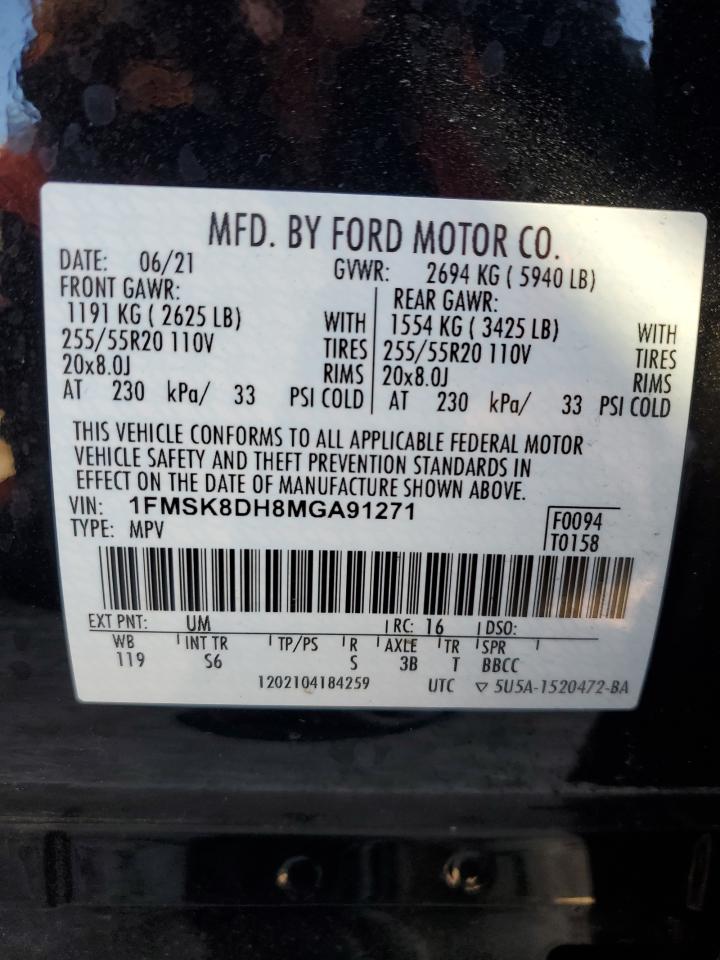 MFD. BY FORD MOTOR CO.
DATE: 06/21 GVWR: 2694 KG ( 5940 LB)
FRONT GAWR: REAR GAWR:
1191 KG ( 2625 LB) WITH 1554 KG ( 3425 LB) WITH
255/55R20 110V TIRES 255/55R20 110V TIRES
20x8.0J RIMS 20x8.0J RIMS
AT 230 kPa/ 33 PSI COLD AT 230 kPa/ 33 PSI COLD
THIS VEHICLE CONFORMS TO ALL APPLICABLE FEDERAL MOTOR
VEHICLE SAFETY AND THEFT PREVENTION STANDARDS IN
EFFECT ON THE DATE OF MANUFACTURE SHOWN ABOVE.
VIN: 1FMSK8DH8MGA91271 F0094
TYPE: MPV T0158
EXT PNT: UM RC: 16 DSO:
WB INT TR TP/PS R AXLE TR SPR
119 S6 S 3B T BBCC
1202104184259 UTC ▽ 5U5A-1520472-BA